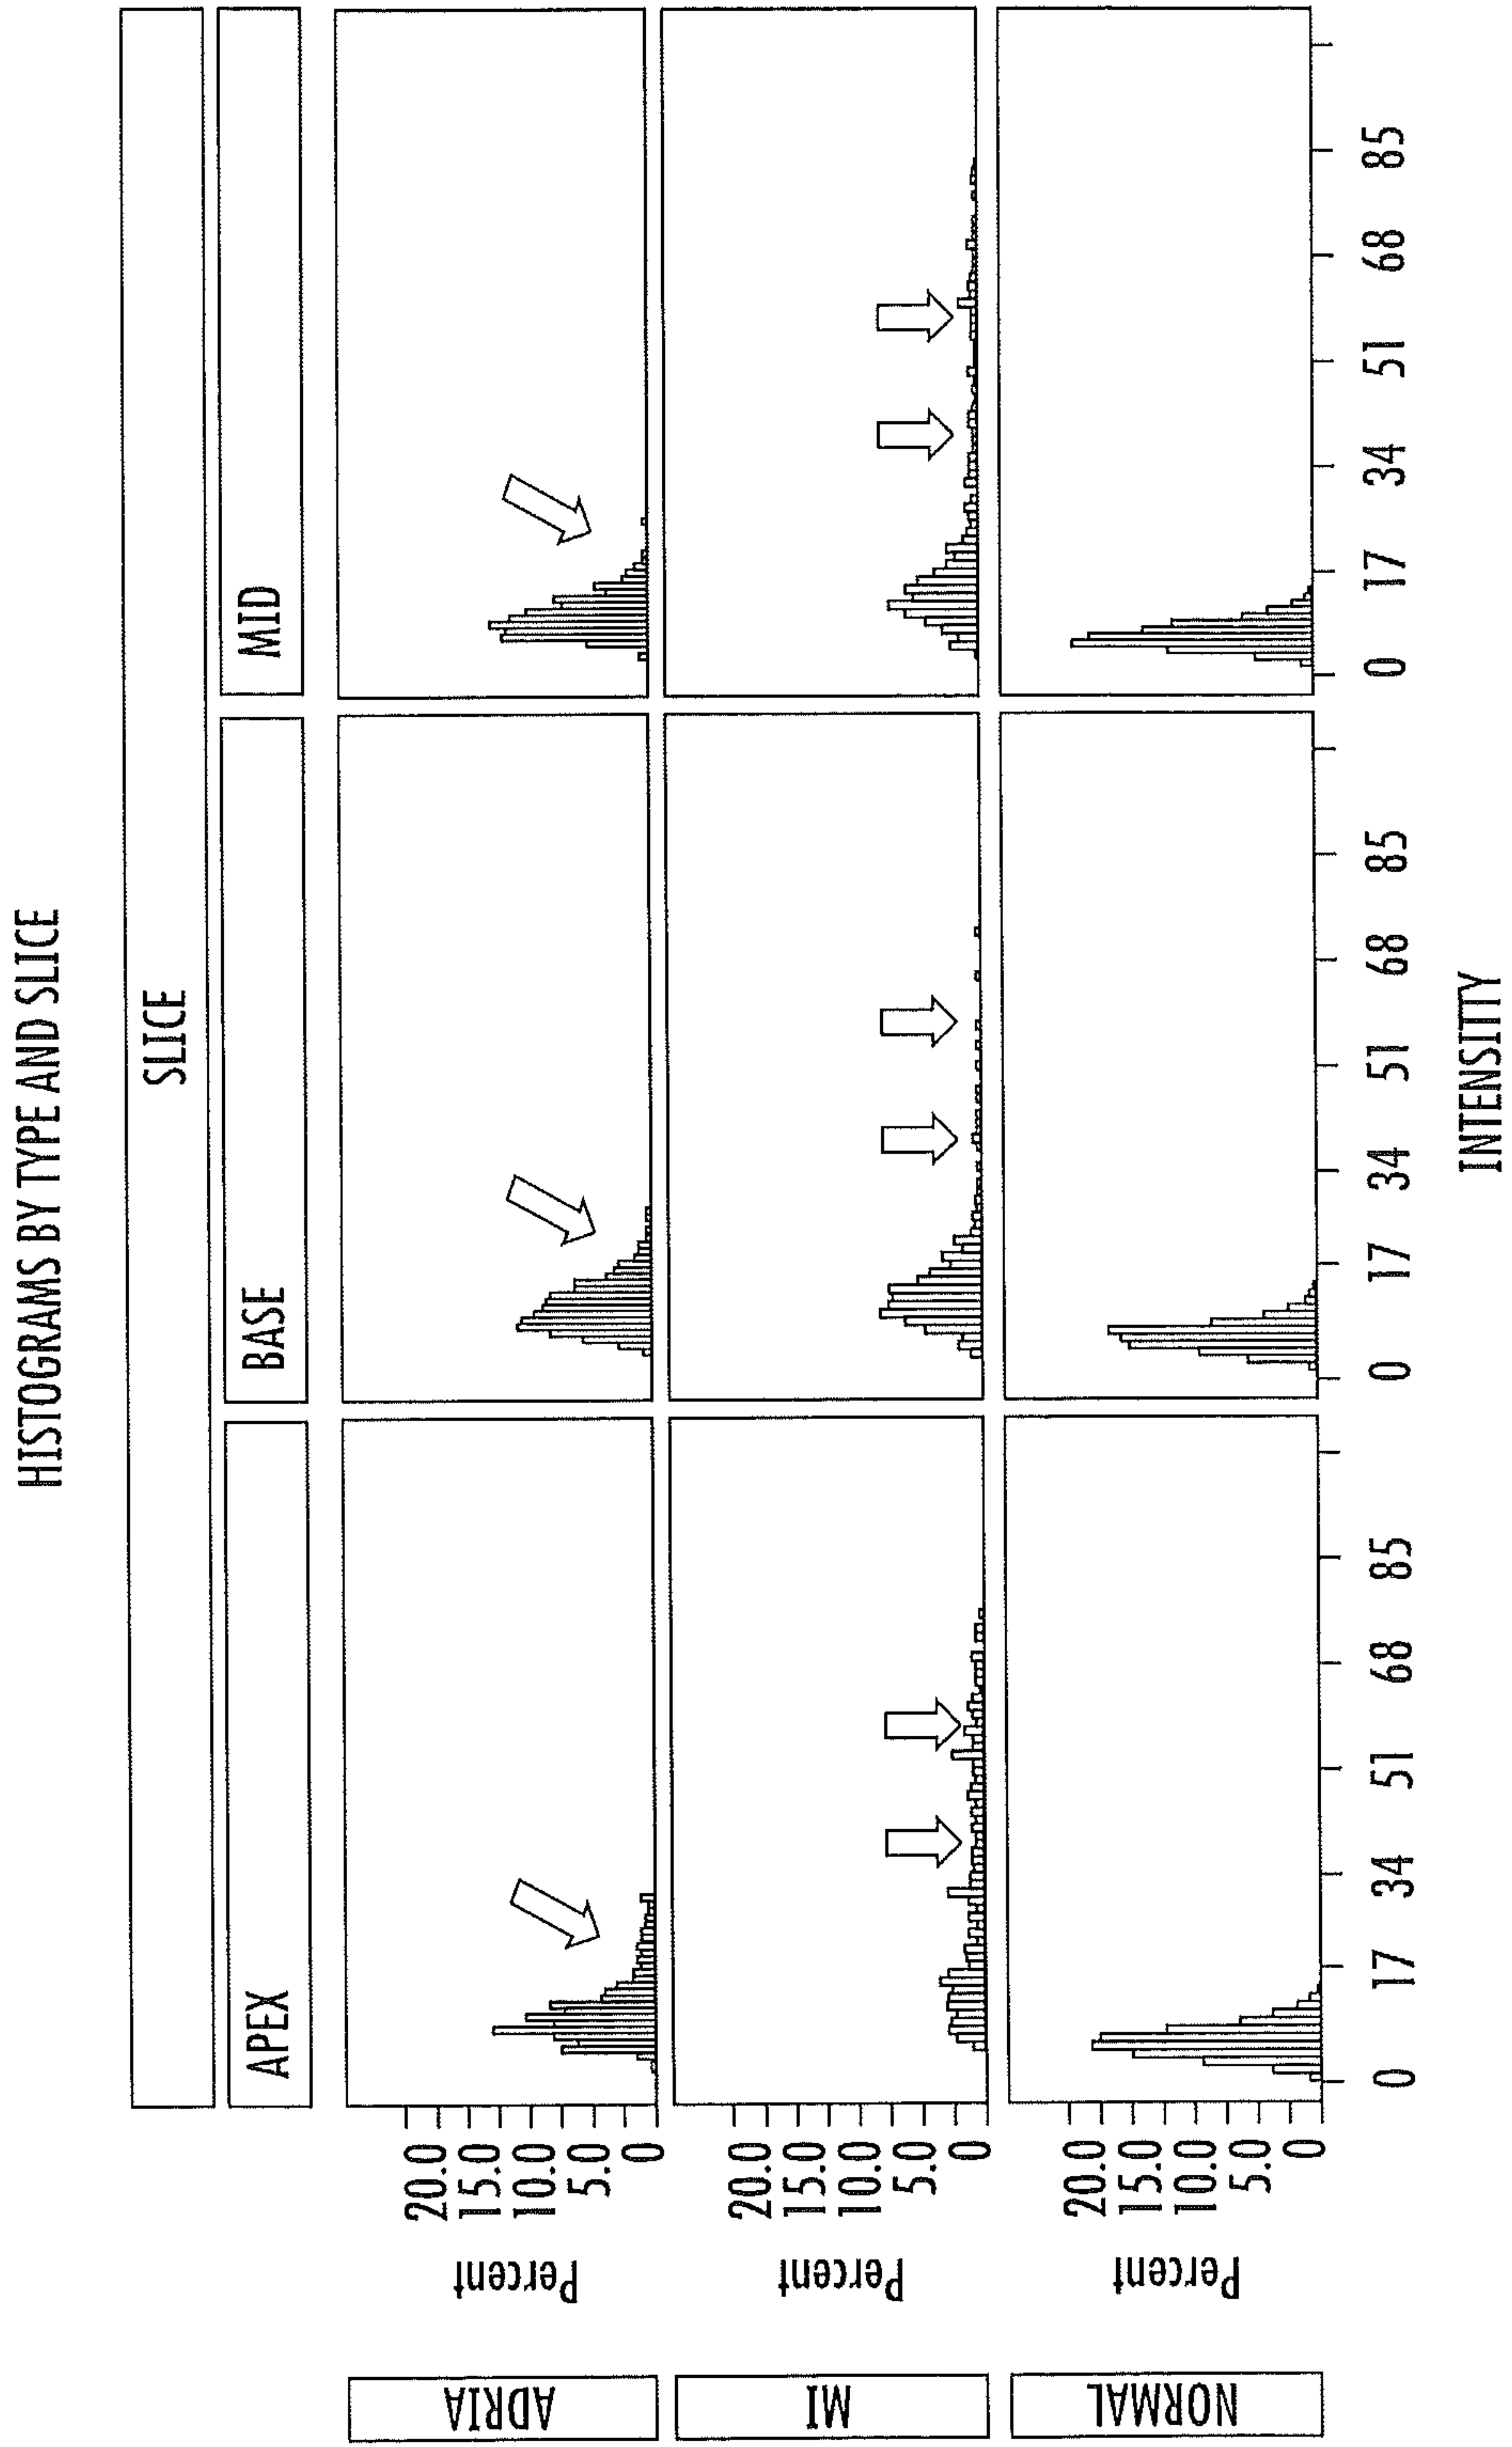 HISTOGRAMS BY TYPE AND SLICE
SLICE
APEX BASE MID
ADRIA
Percent
20.0
15.0
10.0
5.0
0
MI
Percent
20.0
15.0
10.0
5.0
0
NORMAL
Percent
20.0
15.0
10.0
5.0
0
0 17 34 51 68 85 0 17 34 51 68 85 0 17 34 51 68 85
INTENSITY